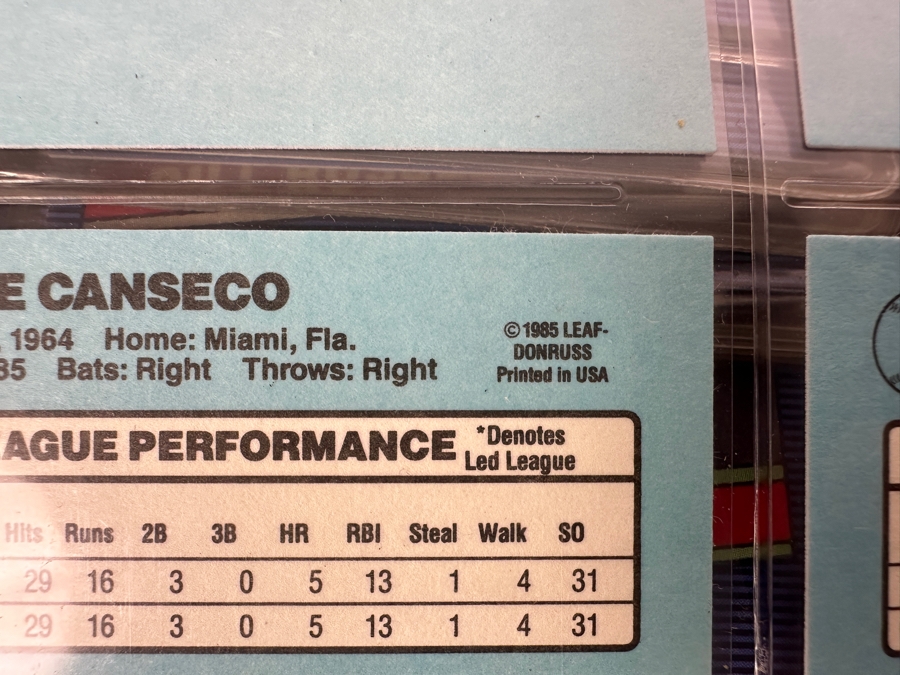 E CANSECO
, 1964 Home: Miami, Fla.
35 Bats: Right Throws: Right
©1985 LEAF-
DONRUSS
Printed in USA
AGUE PERFORMANCE
*Denotes
Led League
Hits Runs 2B 3B HR RBI Steal Walk SO
29 16 3 0 5 13 1 4 31
29 16 3 0 5 13 1 4 31